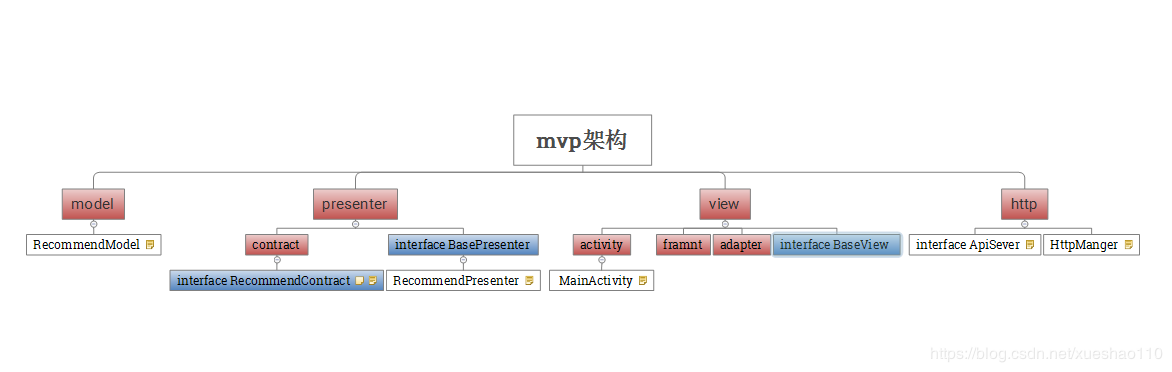 mvp架构
model
presenter
view
http
RecommendModel
contract
interface BasePresenter
activity
framnt
adapter
interface BaseView
interface ApiSever
HttpManger
interface RecommendContract
RecommendPresenter
MainActivity
https://blog.csdn.net/xueshao110